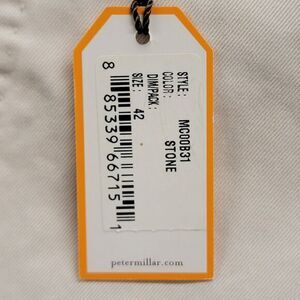 STYLE: MC00B31
COLOR: STONE
DIM/PACK:
SIZE: 42
8 85339 66715 1
petermillar.com